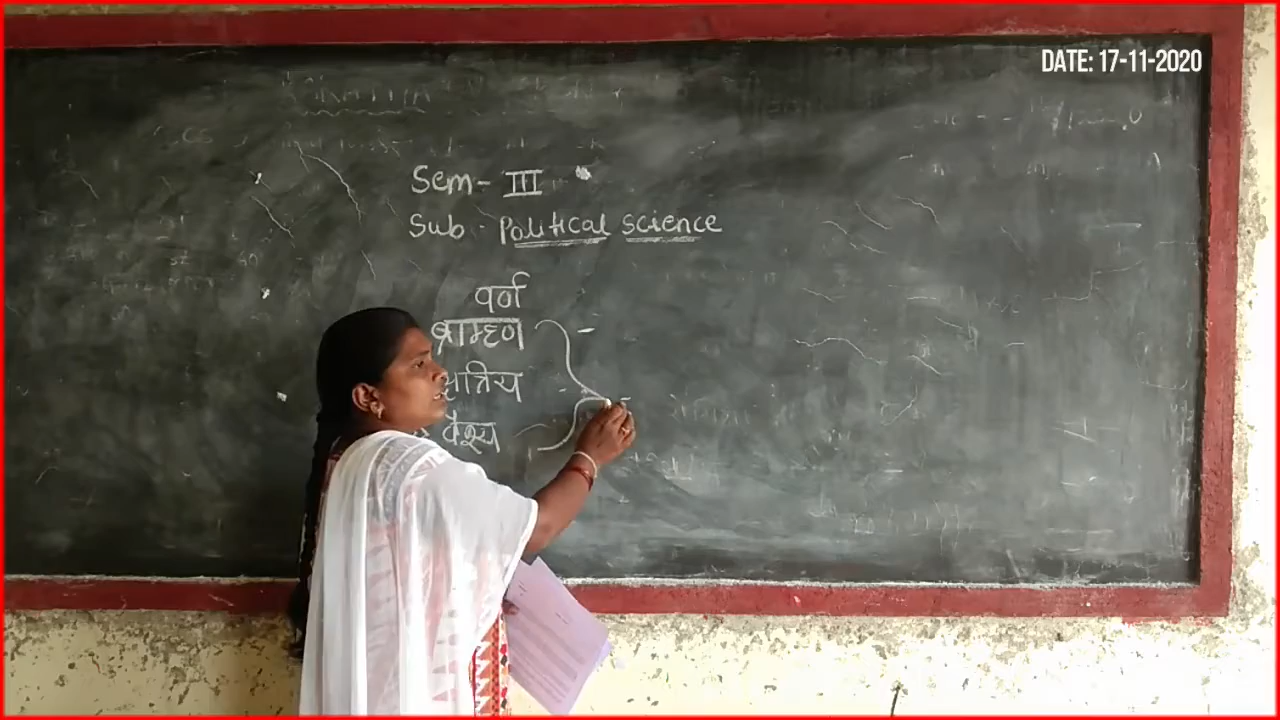 DATE: 17-11-2020
Sem- III
Sub - Political science
वर्ण
ब्राम्हण
क्षत्रिय
वैश्य